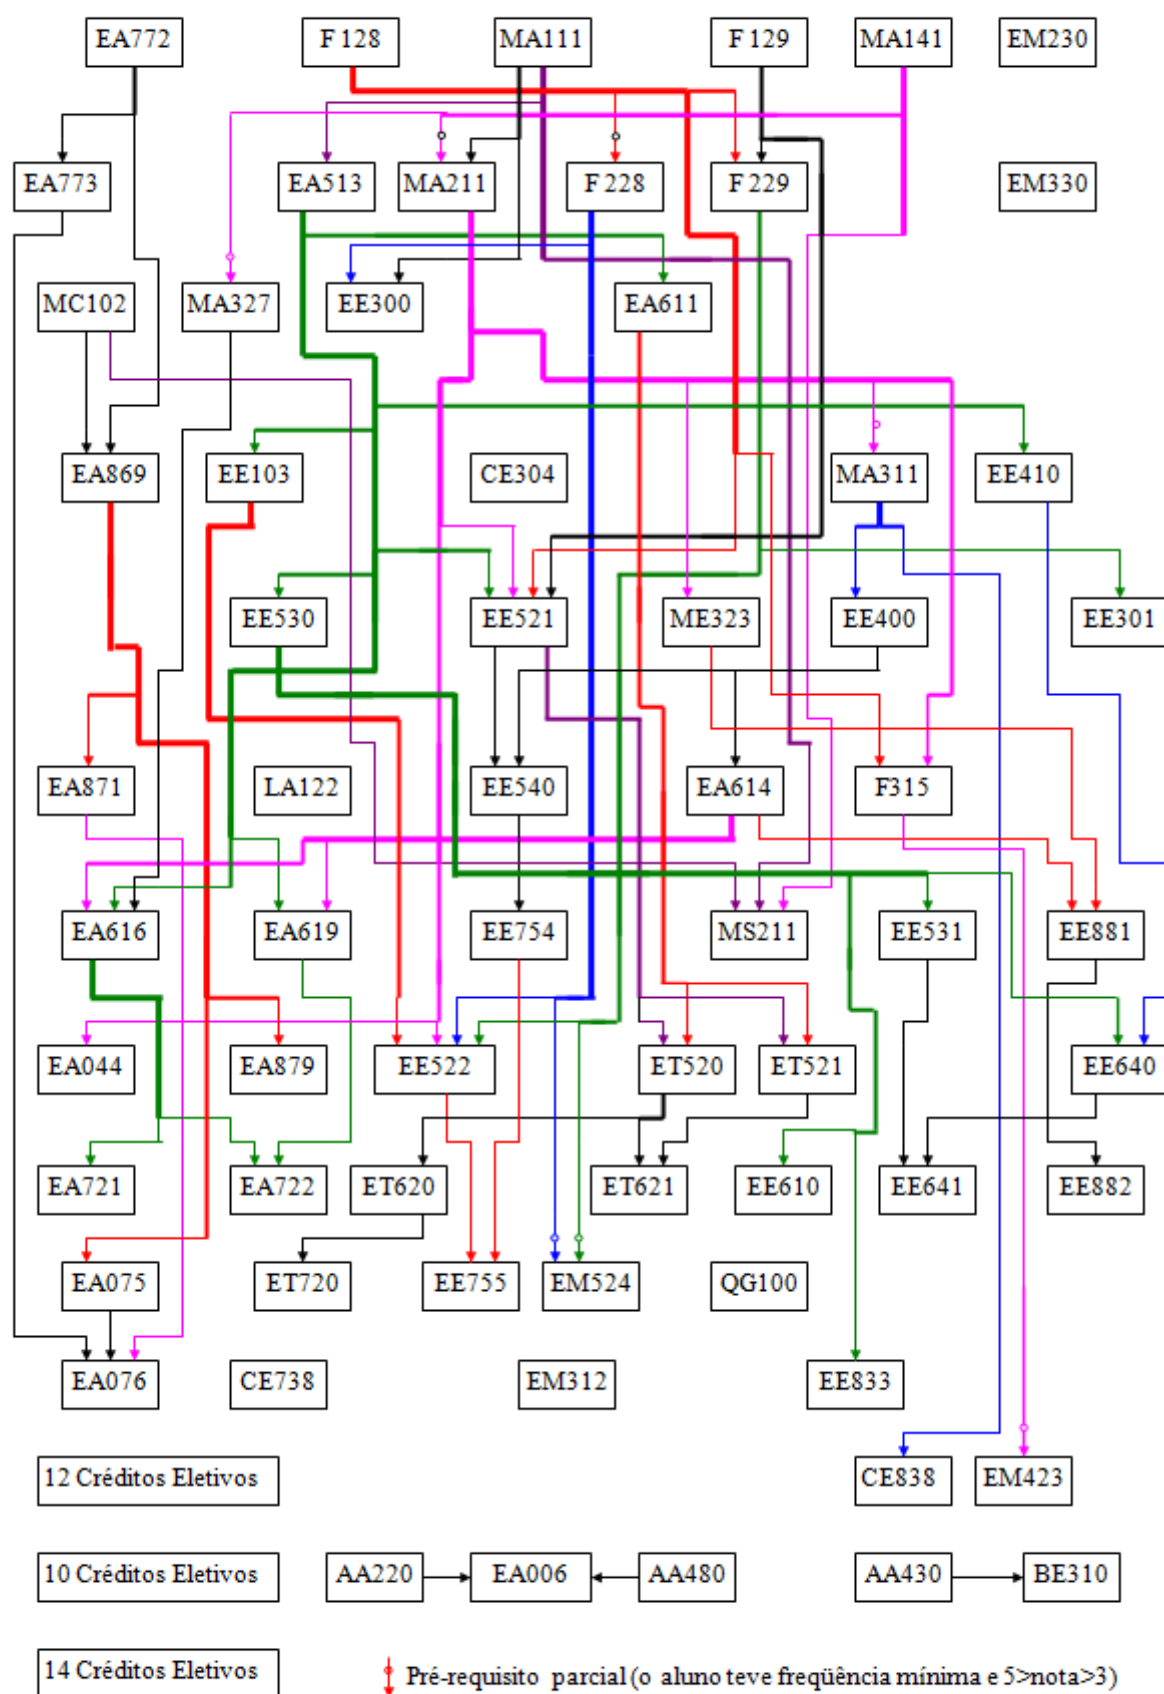 EA772
F 128
MA111
F 129
MA141
EM230
EA773
EA513
MA211
F 228
F 229
EM330
MC102
MA327
EE300
EA611
EA869
EE103
CE304
MA311
EE410
EE530
EE521
ME323
EE400
EE301
EA871
LA122
EE540
EA614
F315
EA616
EA619
EE754
MS211
EE531
EE881
EA044
EA879
EE522
ET520
ET521
EE640
EA721
EA722
ET620
ET621
EE610
EE641
EE882
EA075
ET720
EE755
EM524
QG100
EA076
CE738
EM312
EE833
12 Créditos Eletivos
CE838
EM423
10 Créditos Eletivos
AA220
EA006
AA480
AA430
BE310
14 Créditos Eletivos
Pré-requisito parcial (o aluno teve freqüência mínima e 5>nota>3)